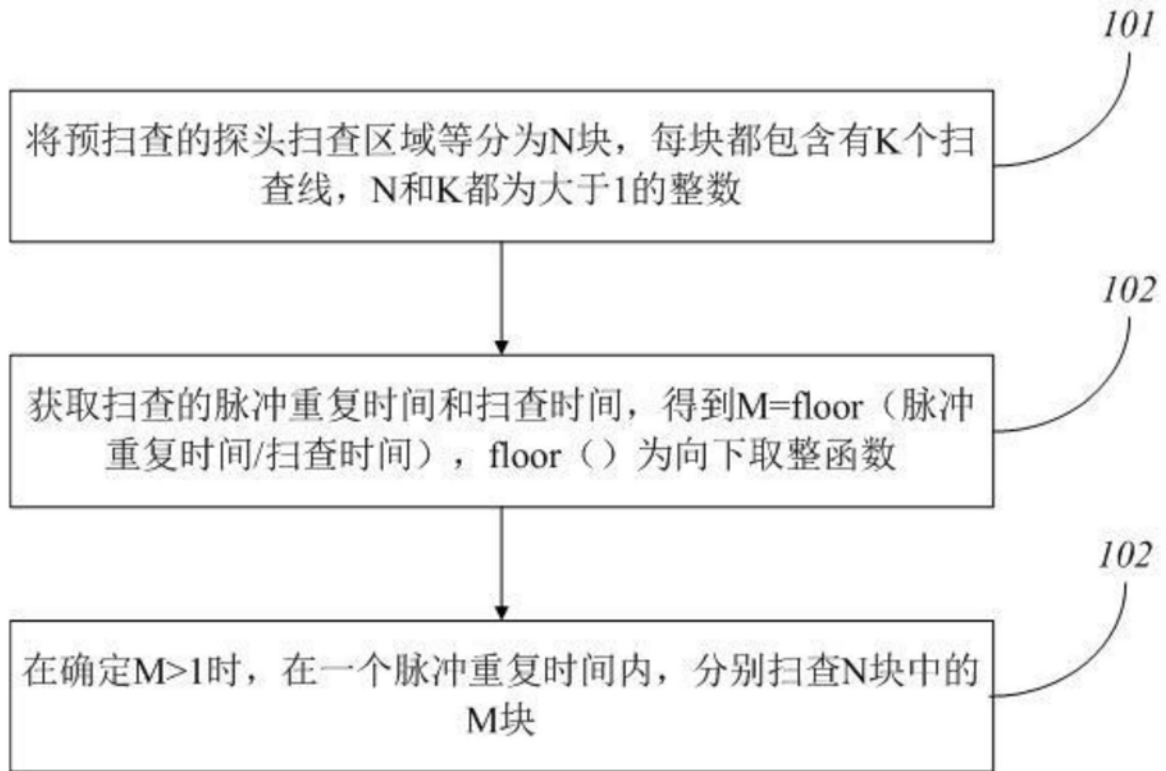 101
将预扫查的探头扫查区域等分为N块，每块都包含有K个扫
查线，N和K都为大于1的整数
102
获取扫查的脉冲重复时间和扫查时间，得到M=floor（脉冲
重复时间/扫查时间），floor（）为向下取整函数
102
在确定M>1时，在一个脉冲重复时间内，分别扫查N块中的
M块